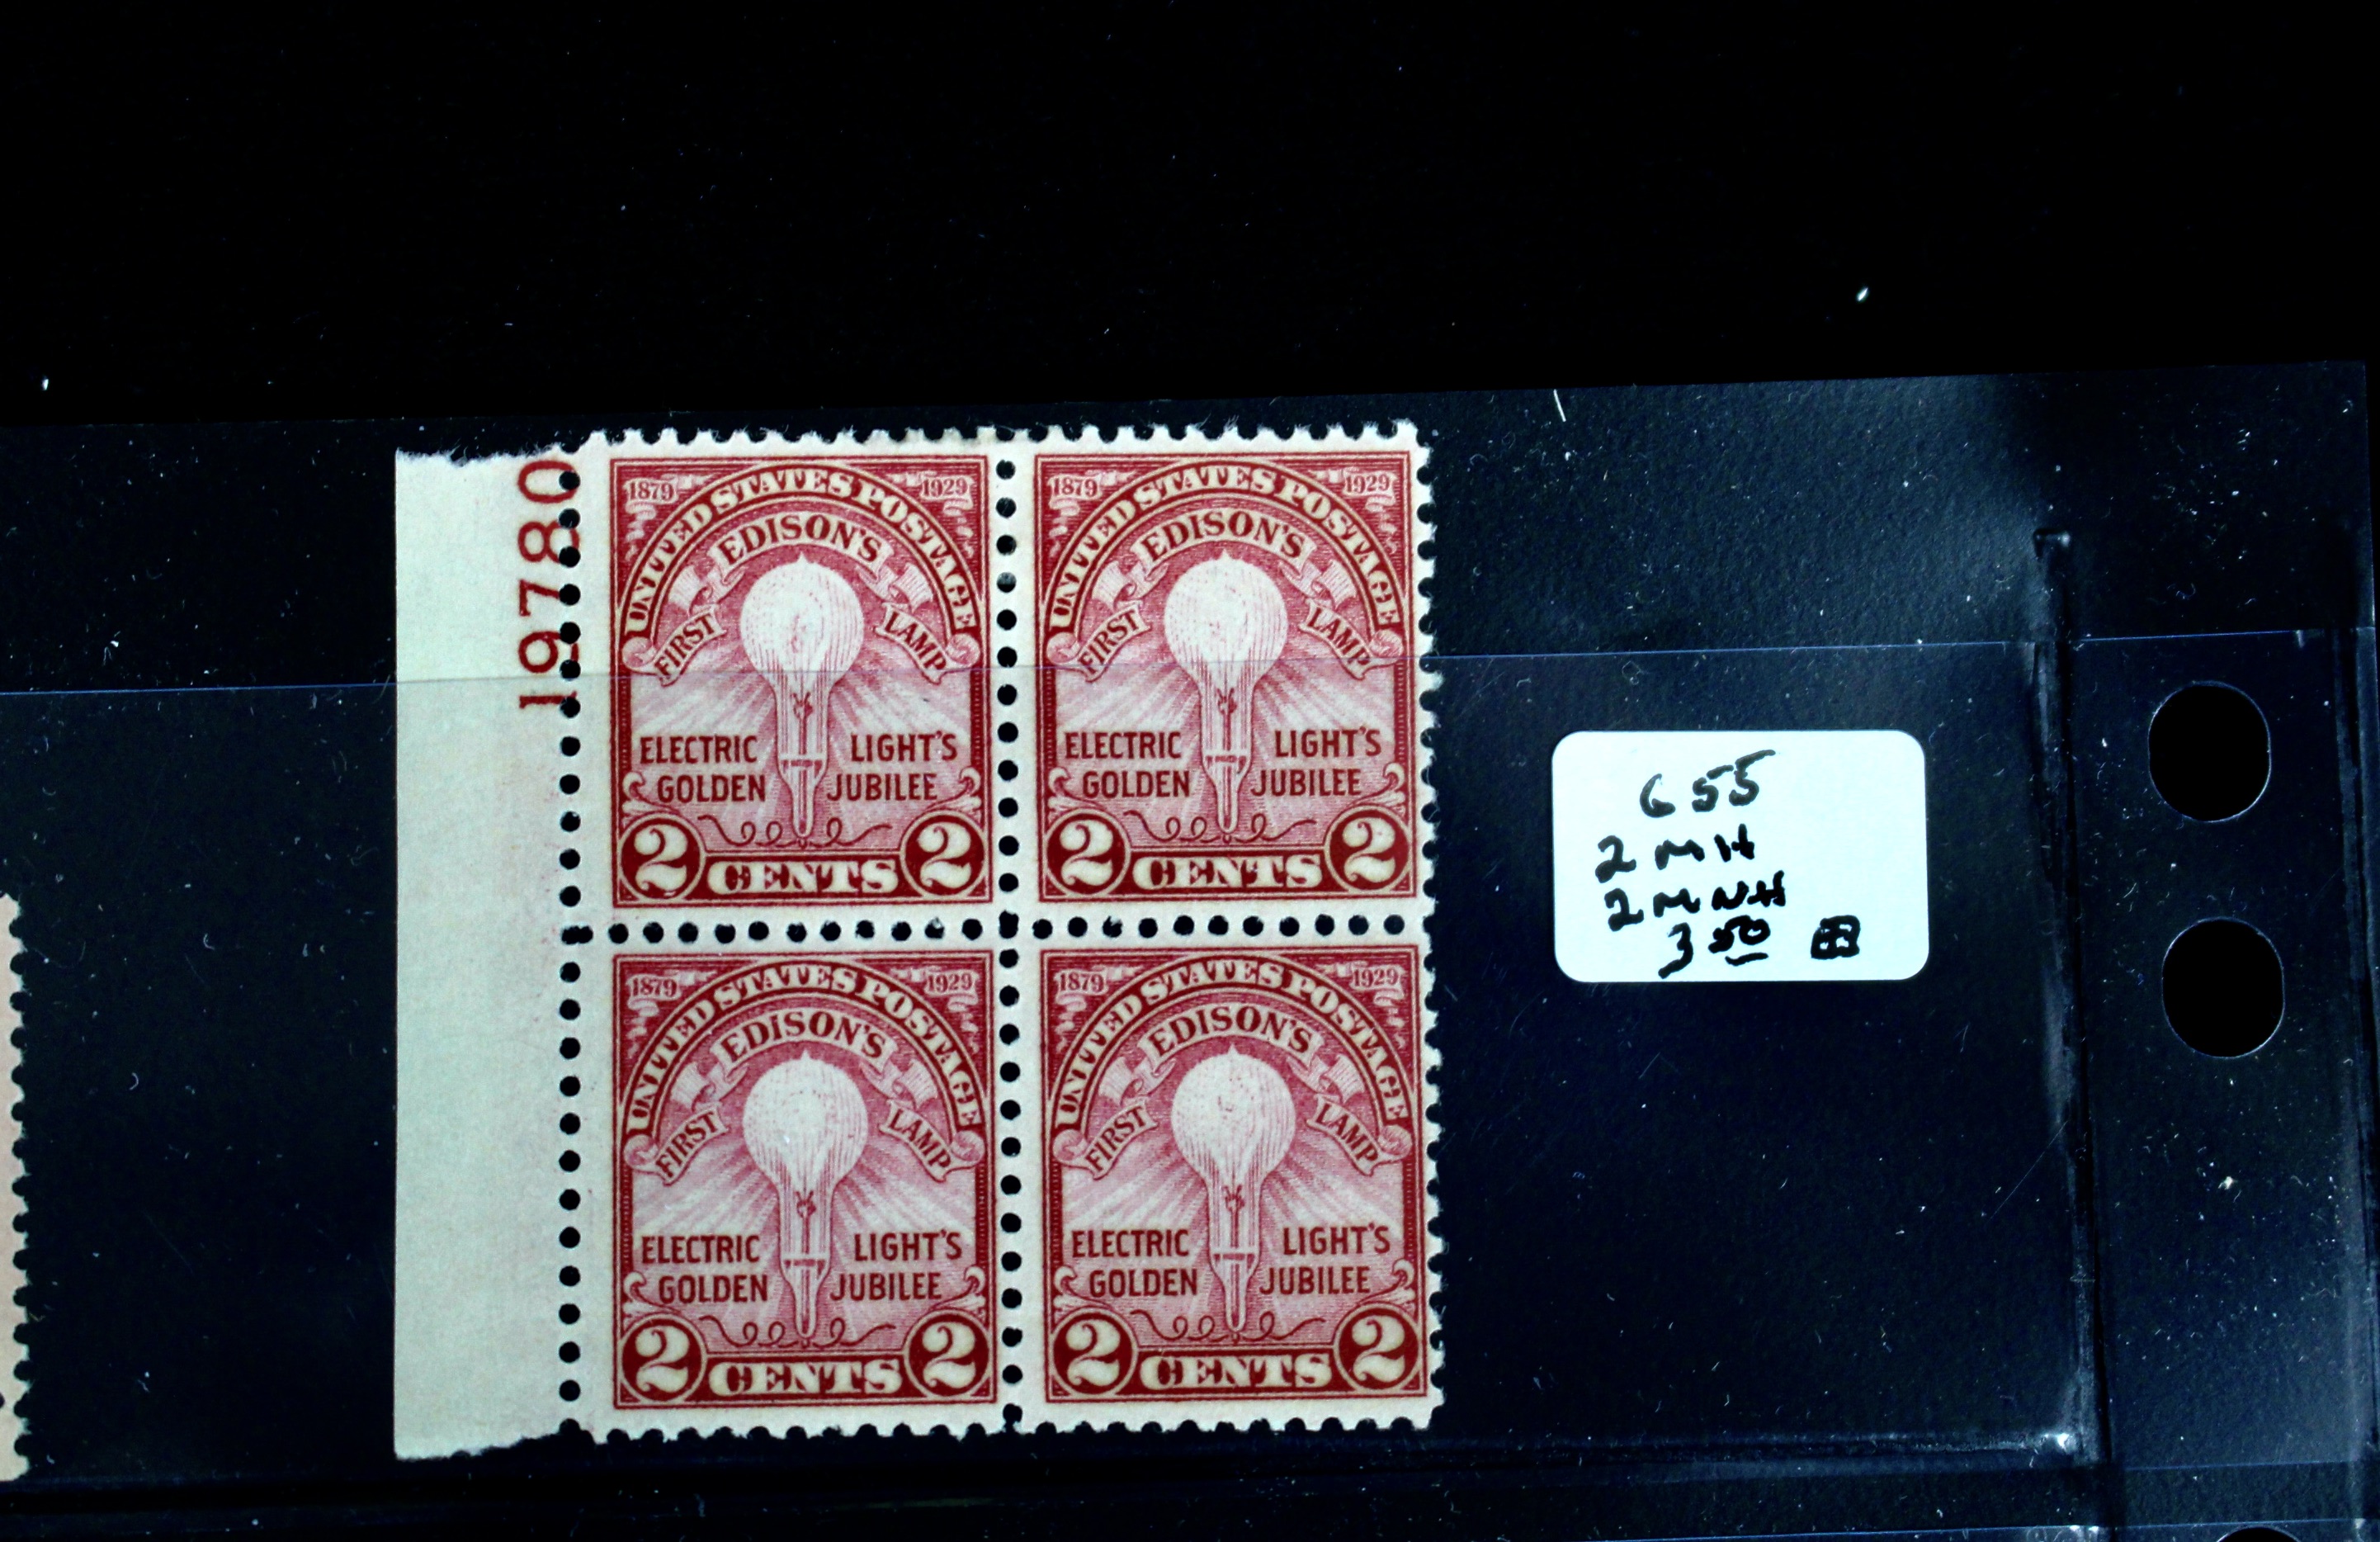 19780
1879 1929
UNITED STATES POSTAGE
EDISON'S
FIRST LAMP
ELECTRIC LIGHT'S
GOLDEN JUBILEE
2 CENTS 2
1879 1929
UNITED STATES POSTAGE
EDISON'S
FIRST LAMP
ELECTRIC LIGHT'S
GOLDEN JUBILEE
2 CENTS 2
1879 1929
UNITED STATES POSTAGE
EDISON'S
FIRST LAMP
ELECTRIC LIGHT'S
GOLDEN JUBILEE
2 CENTS 2
1879 1929
UNITED STATES POSTAGE
EDISON'S
FIRST LAMP
ELECTRIC LIGHT'S
GOLDEN JUBILEE
2 CENTS 2
655
2 MH
2 MNH
3 50